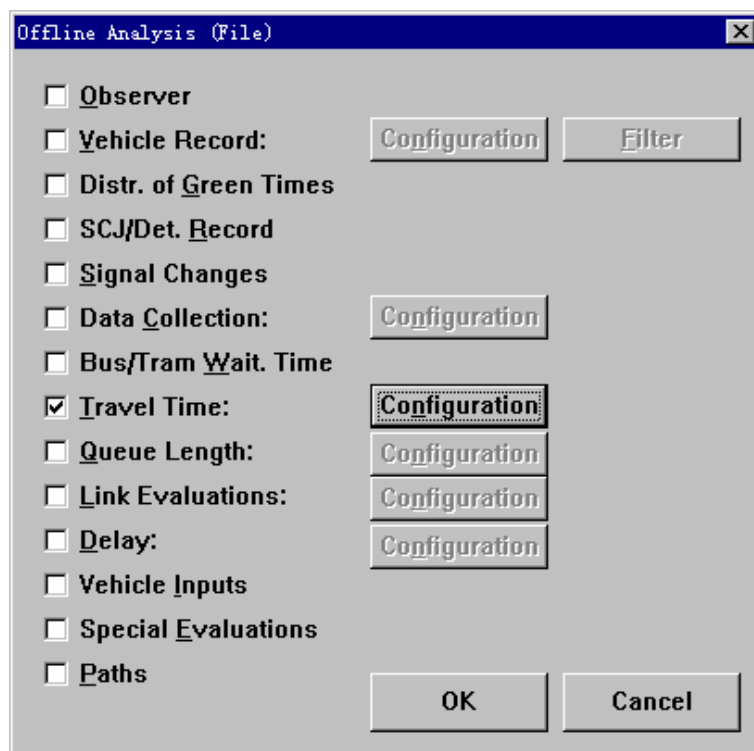 Offline Analysis (File)
Observer
Vehicle Record: Configuration Filter
Distr. of Green Times
SCJ/Det. Record
Signal Changes
Data Collection: Configuration
Bus/Tram Wait. Time
Travel Time: Configuration
Queue Length: Configuration
Link Evaluations: Configuration
Delay: Configuration
Vehicle Inputs
Special Evaluations
Paths
OK Cancel